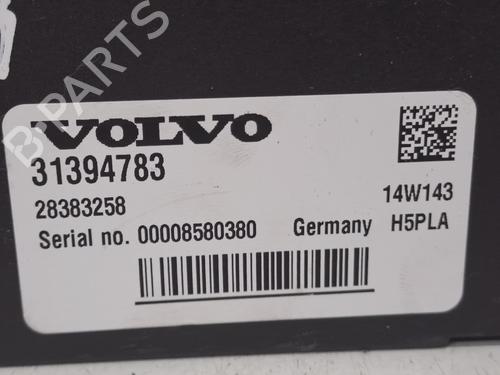 B PARTS
VOLVO
31394783
28383258
14W143
Serial no. 00008580380 Germany H5PLA